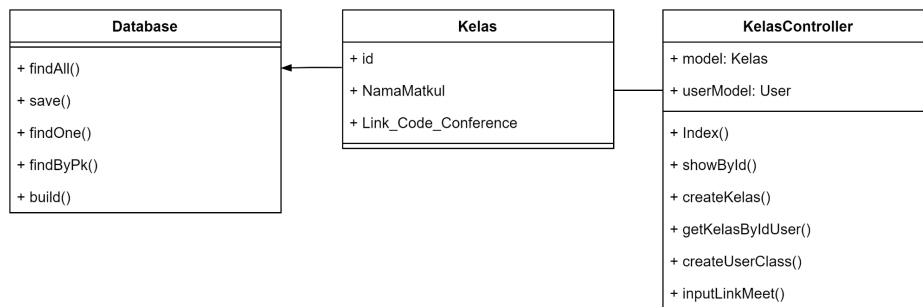 Database
+ findAll()
+ save()
+ findOne()
+ findByPk()
+ build()
Kelas
+ id
+ NamaMatkul
+ Link_Code_Conference
KelasController
+ model: Kelas
+ userModel: User
+ Index()
+ showById()
+ createKelas()
+ getKelasByIdUser()
+ createUserClass()
+ inputLinkMeet()